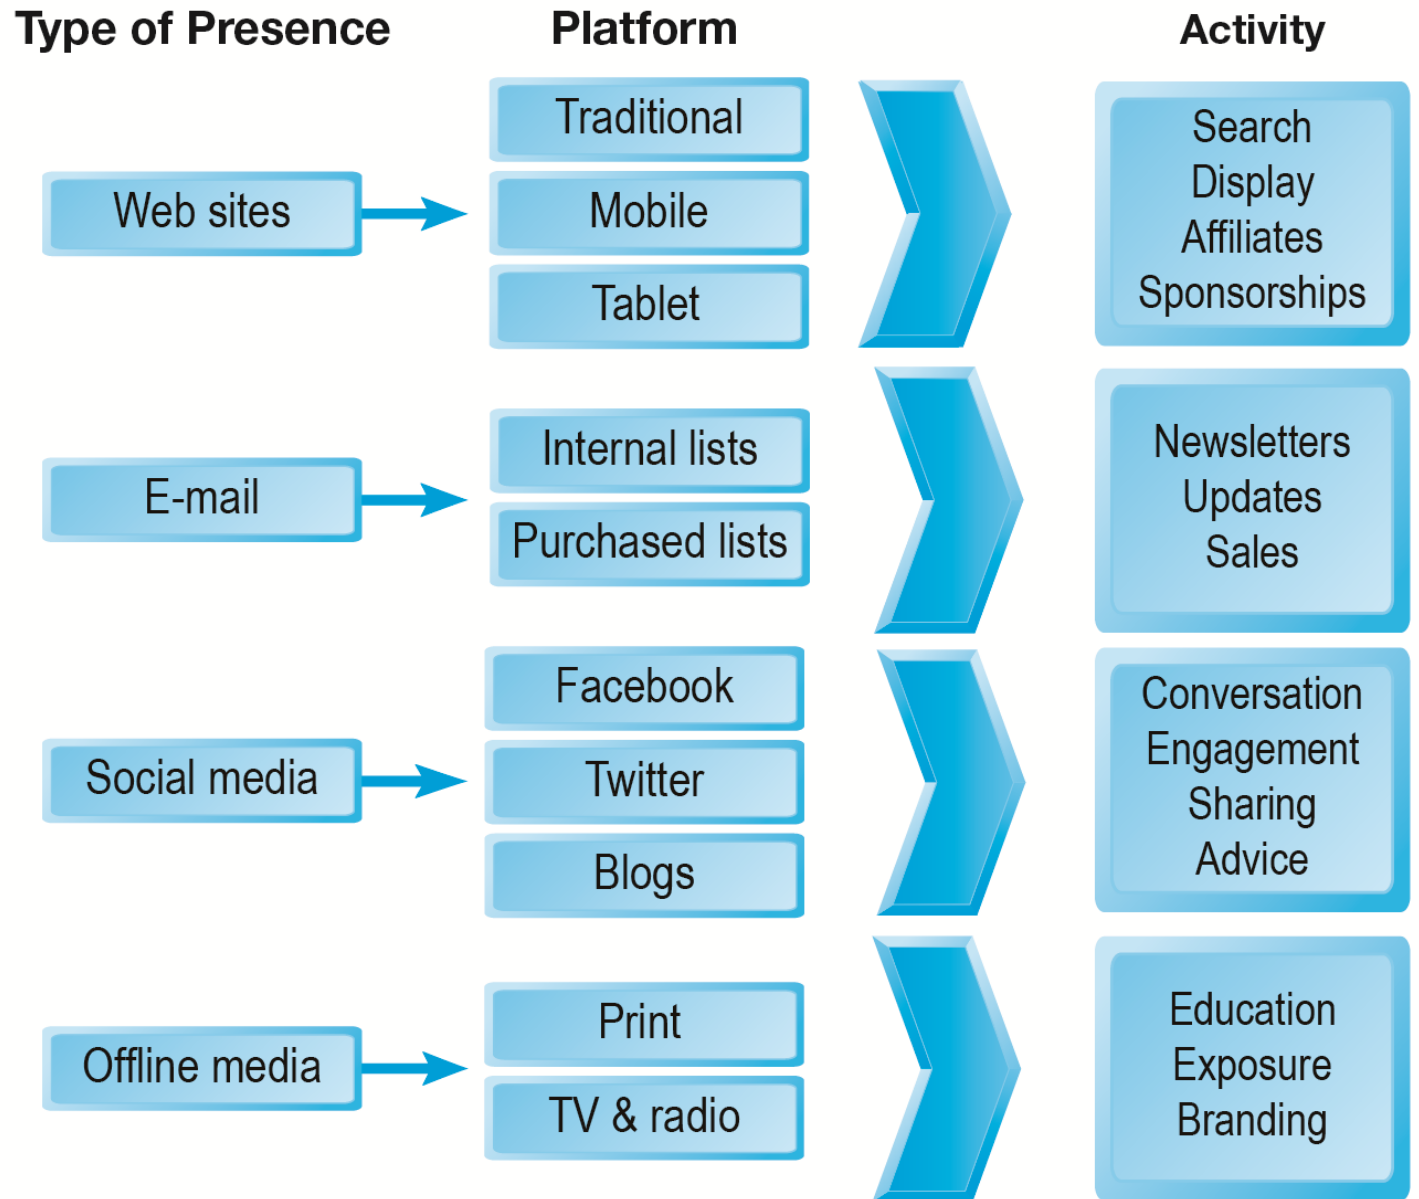 Type of Presence
Platform
Activity
Web sites
Traditional
Mobile
Tablet
Search
Display
Affiliates
Sponsorships
E-mail
Internal lists
Purchased lists
Newsletters
Updates
Sales
Social media
Facebook
Twitter
Blogs
Conversation
Engagement
Sharing
Advice
Offline media
Print
TV & radio
Education
Exposure
Branding